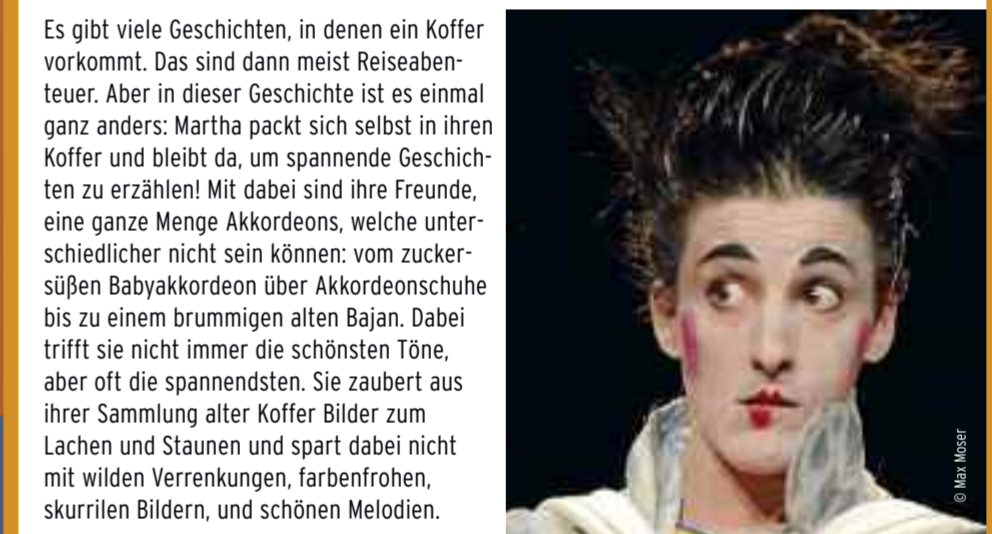 Es gibt viele Geschichten, in denen ein Koffer
vorkommt. Das sind dann meist Reiseaben-
teuer. Aber in dieser Geschichte ist es einmal
ganz anders: Martha packt sich selbst in ihren
Koffer und bleibt da, um spannende Geschich-
ten zu erzählen! Mit dabei sind ihre Freunde,
eine ganze Menge Akkordeons, welche unter-
schiedlicher nicht sein können: vom zucker-
süßen Babyakkordeon über Akkordeonschuhe
bis zu einem brummigen alten Bajan. Dabei
trifft sie nicht immer die schönsten Töne,
aber oft die spannendsten. Sie zaubert aus
ihrer Sammlung alter Koffer Bilder zum
Lachen und Staunen und spart dabei nicht
mit wilden Verrenkungen, farbenfrohen,
skurrilen Bildern, und schönen Melodien.
© Max Moser